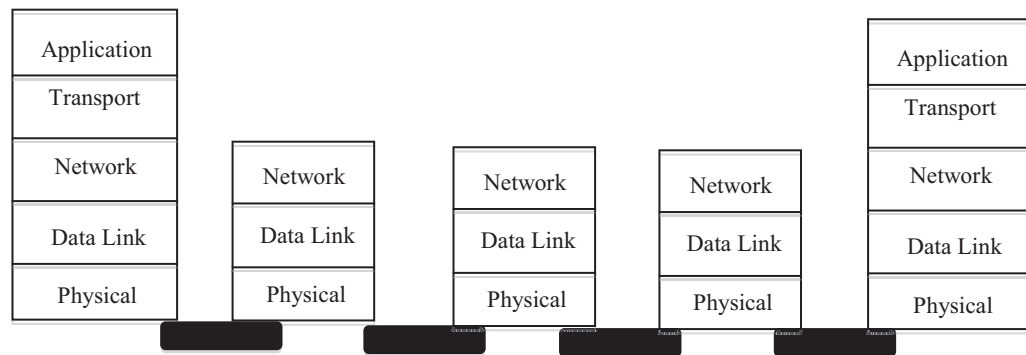 Application
Transport
Network
Data Link
Physical
Network
Data Link
Physical
Network
Data Link
Physical
Network
Data Link
Physical
Application
Transport
Network
Data Link
Physical